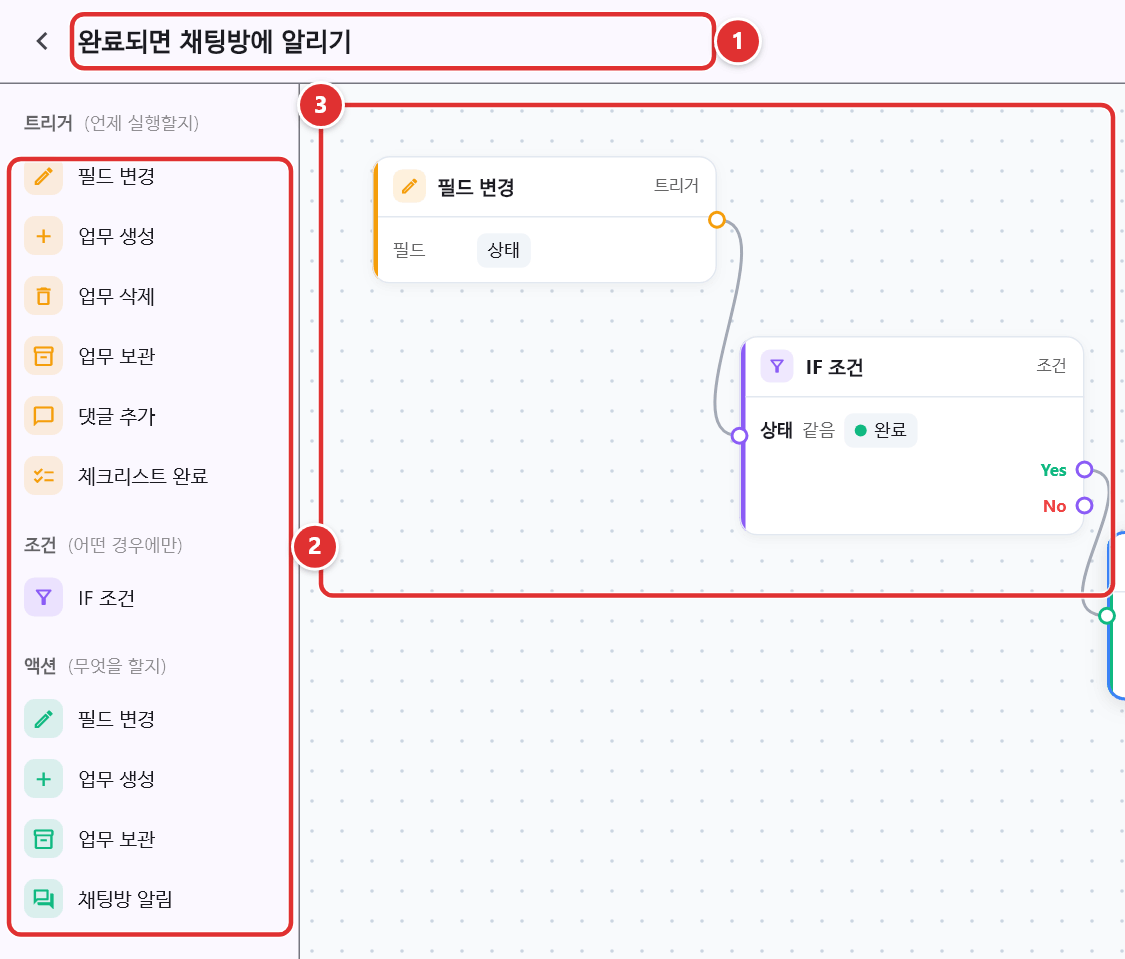 완료되면 채팅방에 알리기
1
트리거 (언제 실행할지)
필드 변경
업무 생성
업무 삭제
업무 보관
댓글 추가
체크리스트 완료
조건 (어떤 경우에만)
IF 조건
액션 (무엇을 할지)
필드 변경
업무 생성
업무 보관
채팅방 알림
2
3
필드 변경 트리거
필드 상태
IF 조건 조건
상태 같음 완료
Yes
No